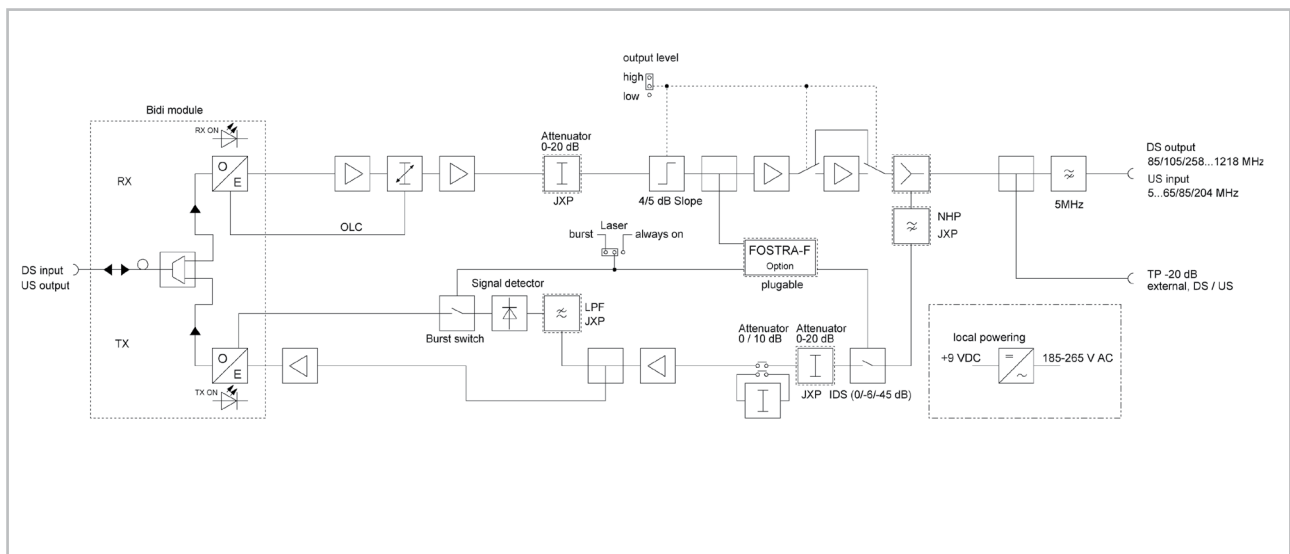 output level
high
low
Bidi module
RX ON
RX
O
E
Attenuator
0-20 dB
JXP
4/5 dB Slope
DS output
85/105/258...1218 MHz
US input
5...65/85/204 MHz
5MHz
OLC
NHP
JXP
Laser
burst
always on
FOSTRA-F
Option
plugable
DS input
US output
TP -20 dB
external, DS / US
Signal detector
LPF
JXP
Burst switch
TX
O
E
TX ON
Attenuator
0 / 10 dB
Attenuator
0-20 dB
JXP
IDS (0/-6/-45 dB)
local powering
+9 VDC
185-265 V AC